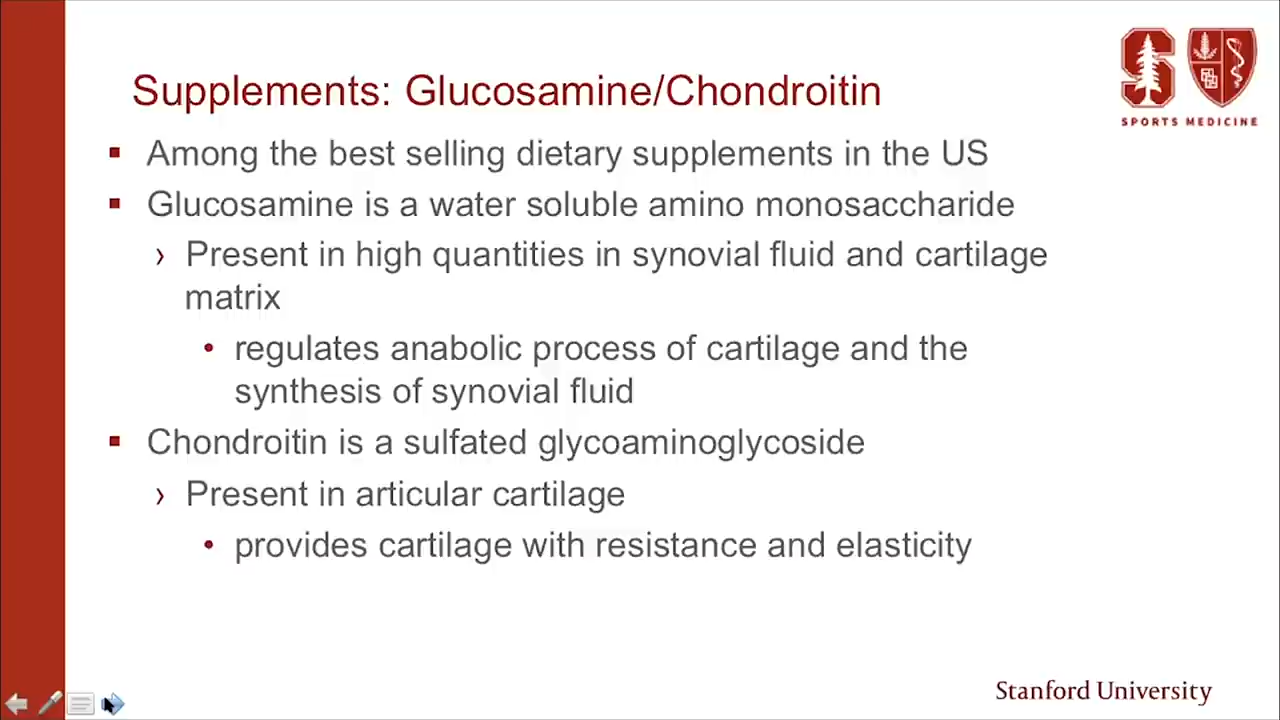 Supplements: Glucosamine/Chondroitin
S
SPORTS MEDICINE
▪ Among the best selling dietary supplements in the US
▪ Glucosamine is a water soluble amino monosaccharide
› Present in high quantities in synovial fluid and cartilage
matrix
• regulates anabolic process of cartilage and the
synthesis of synovial fluid
▪ Chondroitin is a sulfated glycoaminoglycoside
› Present in articular cartilage
• provides cartilage with resistance and elasticity
Stanford University